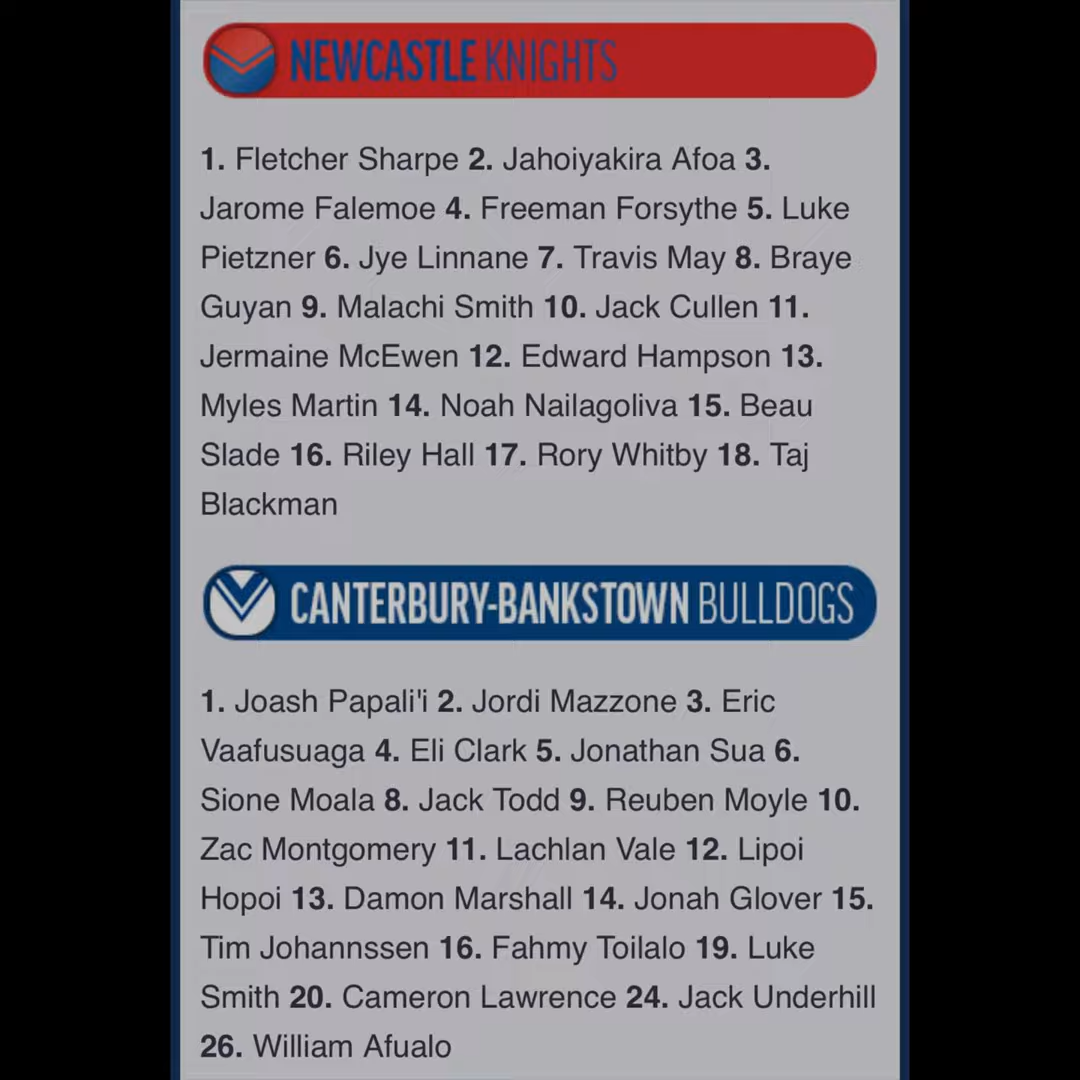 NEWCASTLE KNIGHTS
1. Fletcher Sharpe 2. Jahoiyakira Afoa 3.
Jarome Falemoe 4. Freeman Forsythe 5. Luke
Pietzner 6. Jye Linnane 7. Travis May 8. Braye
Guyan 9. Malachi Smith 10. Jack Cullen 11.
Jermaine McEwen 12. Edward Hampson 13.
Myles Martin 14. Noah Nailagoliva 15. Beau
Slade 16. Riley Hall 17. Rory Whitby 18. Taj
Blackman
CANTERBURY-BANKSTOWN BULLDOGS
1. Joash Papali'i 2. Jordi Mazzone 3. Eric
Vaafusuaga 4. Eli Clark 5. Jonathan Sua 6.
Sione Moala 8. Jack Todd 9. Reuben Moyle 10.
Zac Montgomery 11. Lachlan Vale 12. Lipoi
Hopoi 13. Damon Marshall 14. Jonah Glover 15.
Tim Johannssen 16. Fahmy Toilalo 19. Luke
Smith 20. Cameron Lawrence 24. Jack Underhill
26. William Afualo